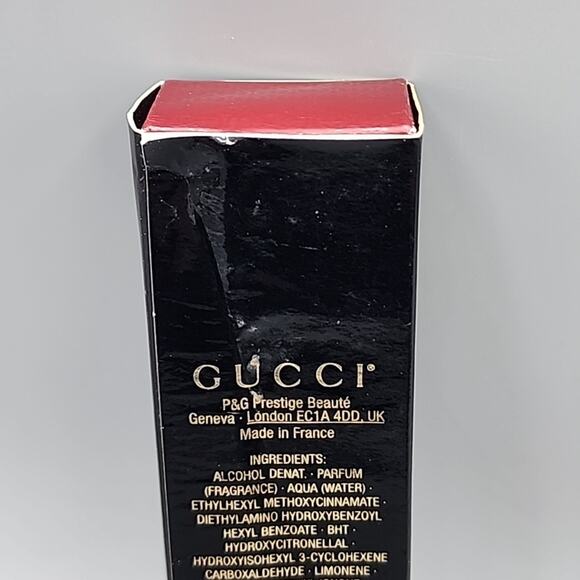 GUCCI®
P&G Prestige Beauté
Geneva · London EC1A 4DD, UK
Made in France
INGREDIENTS:
ALCOHOL DENAT. · PARFUM
(FRAGRANCE) · AQUA (WATER) ·
ETHYLHEXYL METHOXYCINNAMATE ·
DIETHYLAMINO HYDROXYBENZOYL
HEXYL BENZOATE · BHT ·
HYDROXYCITRONELLAL ·
HYDROXYISOHEXYL 3-CYCLOHEXENE
CARBOXALDEHYDE · LIMONENE ·